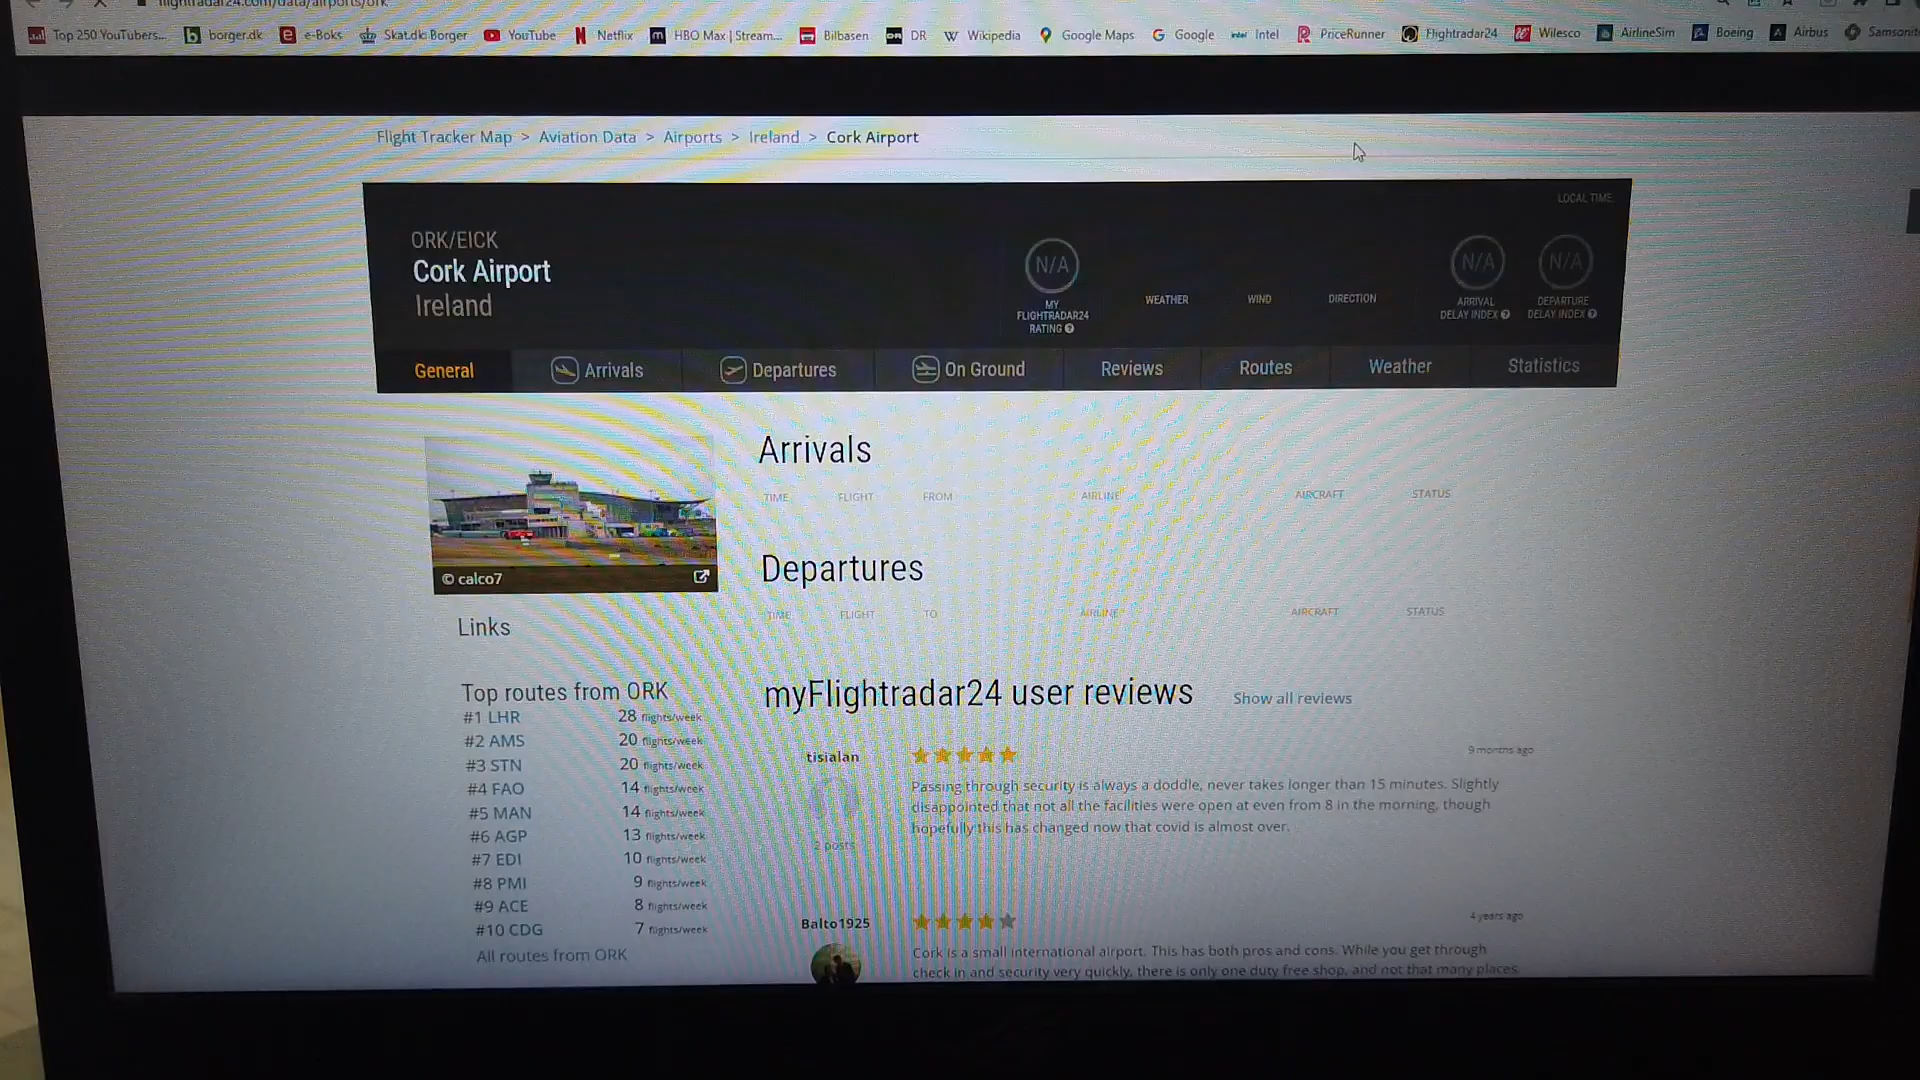 flightradar24.com/data/airports/ork
Top 250 YouTubers... borger.dk e-Boks Skat.dk: Borger YouTube Netflix HBO Max | Stream... Bilbasen DR Wikipedia Google Maps Google Intel PriceRunner Flightradar24 Wilesco AirlineSim Boeing Airbus
Flight Tracker Map > Aviation Data > Airports > Ireland > Cork Airport
LOCAL TIME
ORK/EICK
Cork Airport
Ireland
N/A
MY
FLIGHTRADAR24
RATING
WEATHER
WIND
DIRECTION
N/A
ARRIVAL
DELAY INDEX
N/A
DEPARTURE
DELAY INDEX
General Arrivals Departures On Ground Reviews Routes Weather Statistics
© calco7
Links
Top routes from ORK
#1 LHR 28 flights/week
#2 AMS 20 flights/week
#3 STN 20 flights/week
#4 FAO 14 flights/week
#5 MAN 14 flights/week
#6 AGP 13 flights/week
#7 EDI 10 flights/week
#8 PMI 9 flights/week
#9 ACE 8 flights/week
#10 CDG 7 flights/week
All routes from ORK
Arrivals
TIME FLIGHT FROM AIRLINE AIRCRAFT STATUS
Departures
TIME FLIGHT TO AIRLINE AIRCRAFT STATUS
myFlightradar24 user reviews Show all reviews
tisialan
2 posts
9 months ago
Passing through security is always a doddle, never takes longer than 15 minutes. Slightly
disappointed that not all the facilities were open at even from 8 in the morning, though
hopefully this has changed now that covid is almost over.
Balto1925
4 years ago
Cork is a small international airport. This has both pros and cons. While you get through
check in and security very quickly, there is only one duty free shop, and not that many places